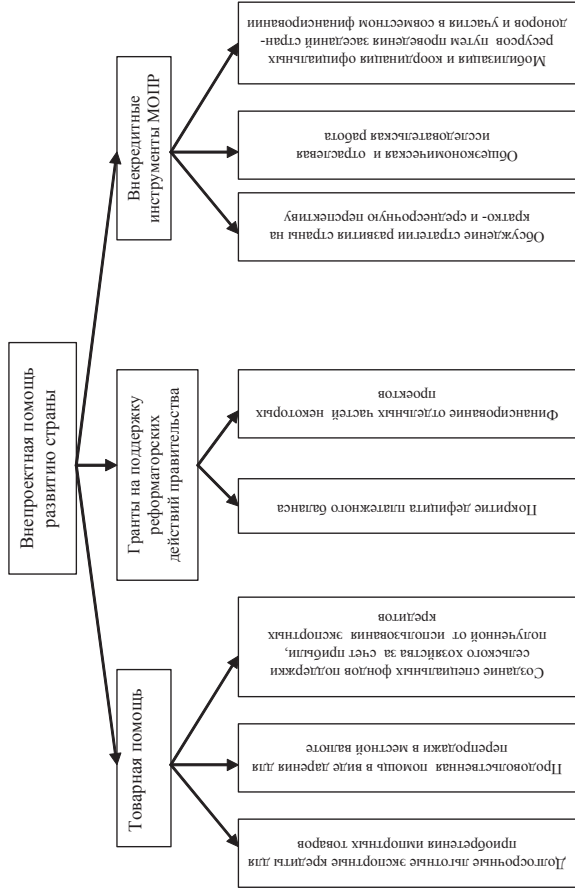 Внепроектная помощь
развитию страны
Товарная помощь
Гранты на поддержку
реформаторских
действий правительства
Внекредитные
инструменты МОПР
Долгосрочные льготные экспортные кредиты для
приобретения импортных товаров
Продовольственная помощь в виде дарения для
перепродажи в местной валюте
Создание специальных фондов поддержки
сельского хозяйства за счет прибыли,
полученной от использования экспортных
кредитов
Покритие дефицита платежного баланса
Финансирование отдельных частей некоторых
проектов
Обсуждение стратегии развития страны на
кратко- и среднесрочную перспективу
Общеэкономическая и отраслевая
исследовательская работа
Мобилизация и координация официальных
ресурсов путем проведения заседаний стран-
доноров и участия в совместном финансировании